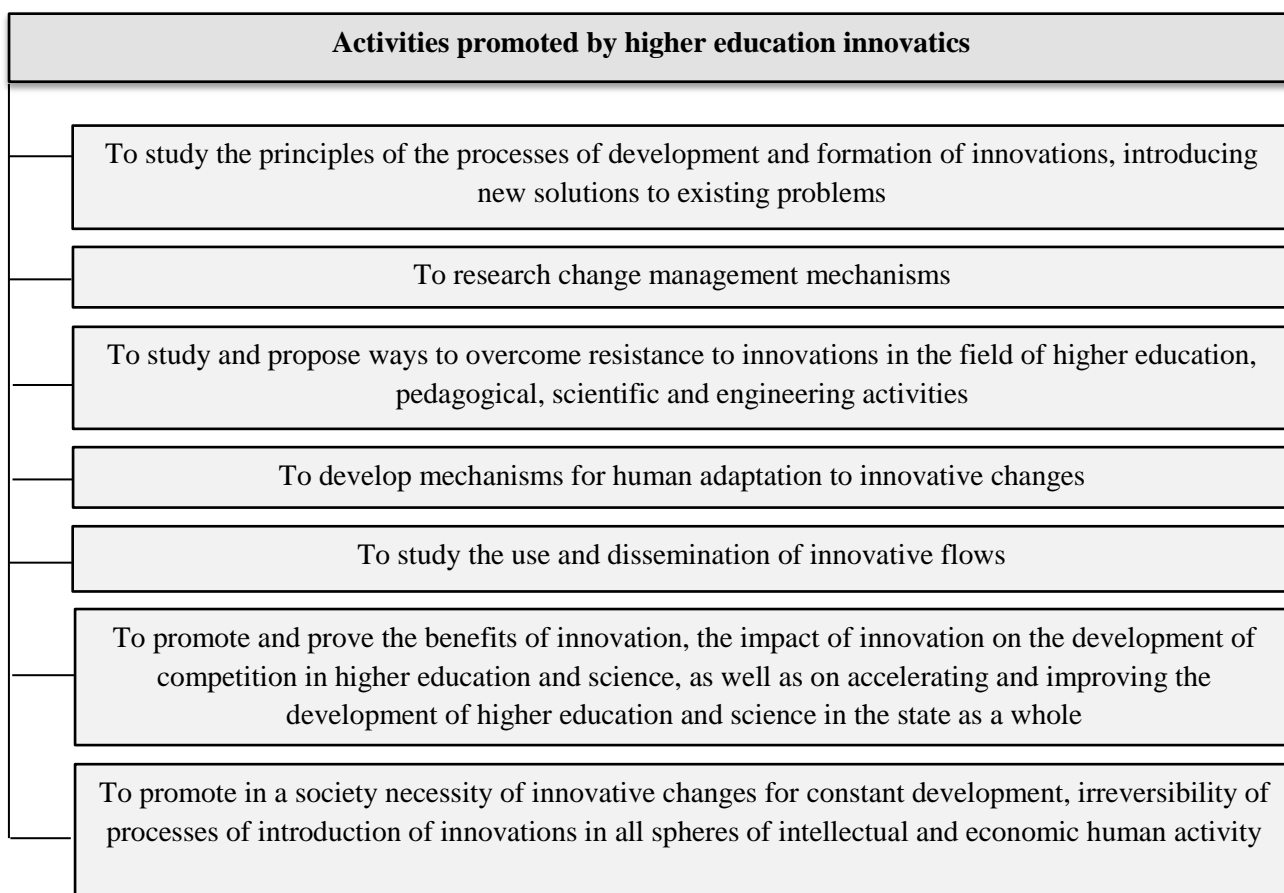 Activities promoted by higher education innovatics
To study the principles of the processes of development and formation of innovations, introducing
new solutions to existing problems
To research change management mechanisms
To study and propose ways to overcome resistance to innovations in the field of higher education,
pedagogical, scientific and engineering activities
To develop mechanisms for human adaptation to innovative changes
To study the use and dissemination of innovative flows
To promote and prove the benefits of innovation, the impact of innovation on the development of
competition in higher education and science, as well as on accelerating and improving the
development of higher education and science in the state as a whole
To promote in a society necessity of innovative changes for constant development, irreversibility of
processes of introduction of innovations in all spheres of intellectual and economic human activity